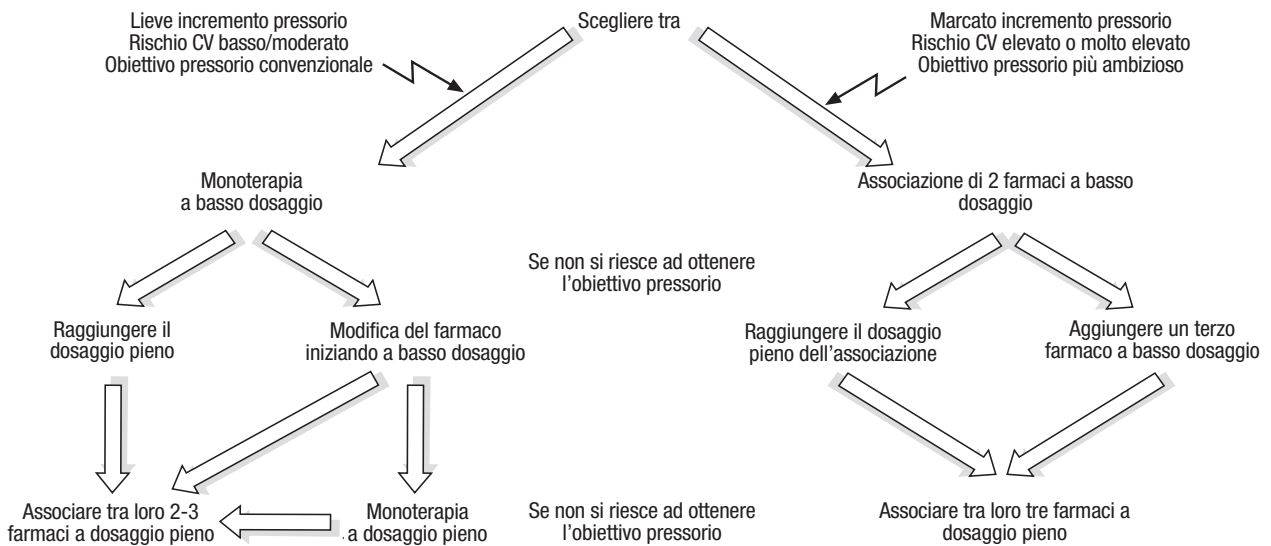 Lieve incremento pressorio
Rischio CV basso/moderato
Obiettivo pressorio convenzionale
Scegliere tra
Marcato incremento pressorio
Rischio CV elevato o molto elevato
Obiettivo pressorio più ambizioso
Monoterapia
a basso dosaggio
Associazione di 2 farmaci a basso
dosaggio
Se non si riesce ad ottenere
l'obiettivo pressorio
Raggiungere il
dosaggio pieno
Modifica del farmaco
iniziando a basso dosaggio
Raggiungere il dosaggio
pieno dell'associazione
Aggiungere un terzo
farmaco a basso dosaggio
Associare tra loro 2-3
farmaci a dosaggio pieno
Monoterapia
a dosaggio pieno
Se non si riesce ad ottenere
l'obiettivo pressorio
Associare tra loro tre farmaci a
dosaggio pieno